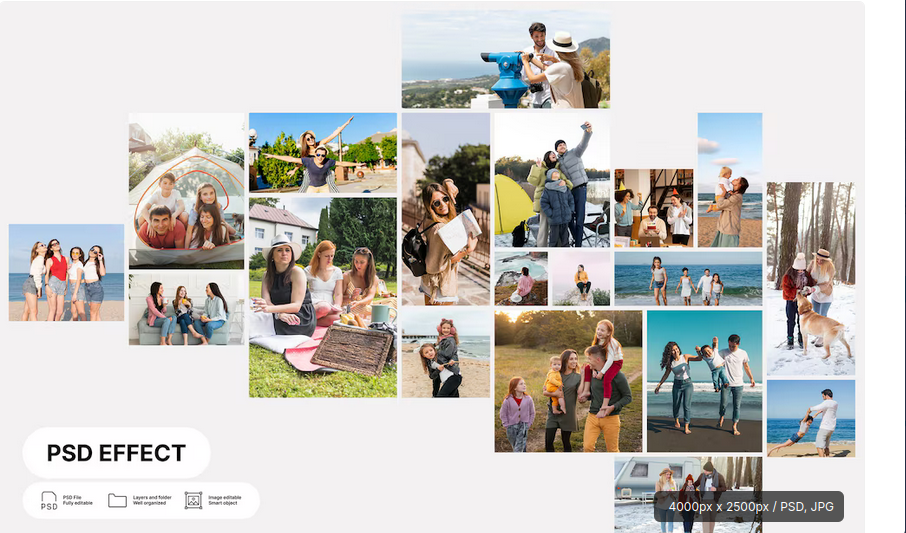 PSD EFFECT
PSD
PSD File
Fully editable
Layers and folder
Well organized
Image editable
Smart object
4000px x 2500px / PSD, JPG